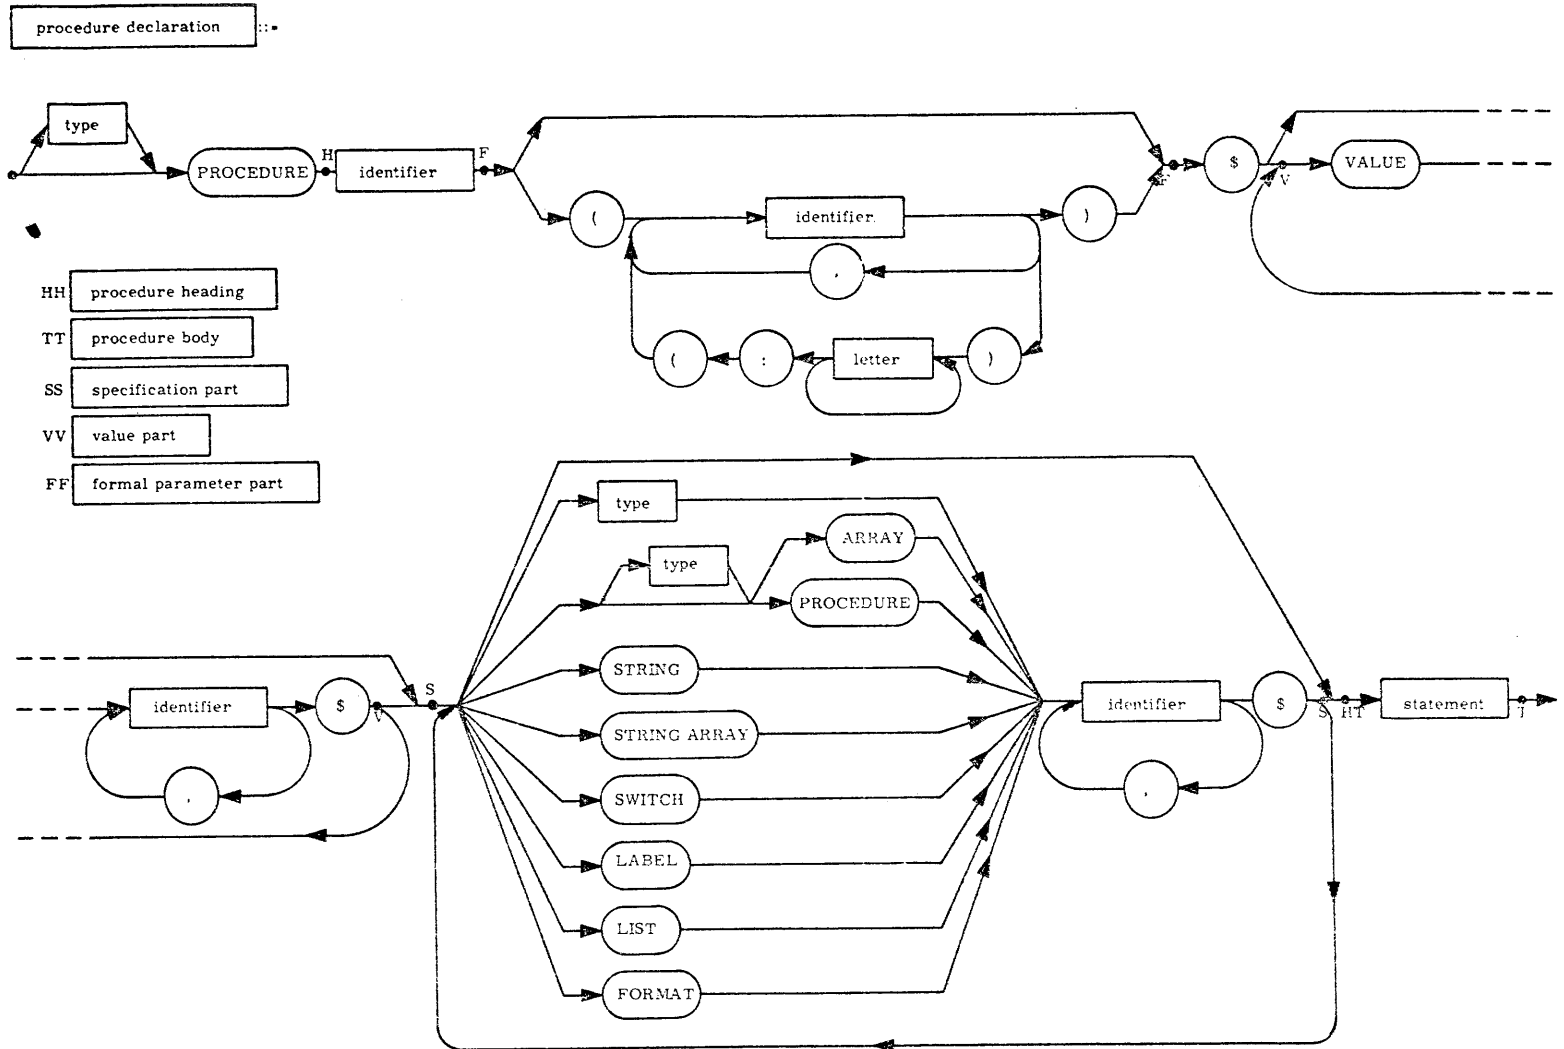 procedure declaration ::=
type
PROCEDURE
H
identifier
F
(
identifier
,
)
(
:
letter
)
F
$
V
VALUE
HH procedure heading
TT procedure body
SS specification part
VV value part
FF formal parameter part
identifier
,
$
V
S
type
type
ARRAY
PROCEDURE
STRING
STRING ARRAY
SWITCH
LABEL
LIST
FORMAT
identifier
,
$
S
HT
statement
T